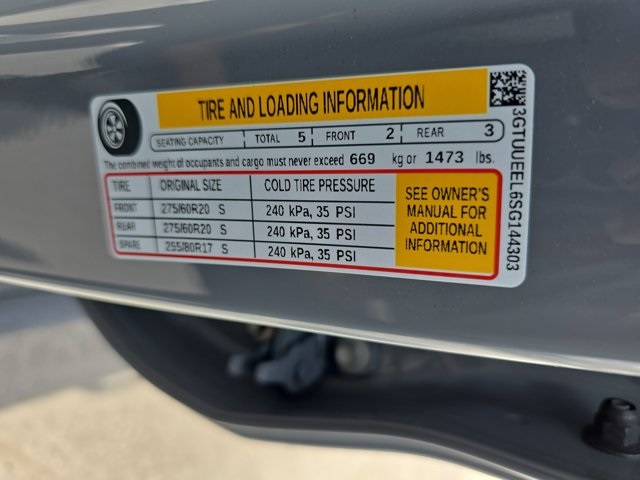 TIRE AND LOADING INFORMATION
SEATING CAPACITY TOTAL 5 FRONT 2 REAR 3
The combined weight of occupants and cargo must never exceed 669 kg or 1473 lbs.
TIRE ORIGINAL SIZE COLD TIRE PRESSURE
FRONT 275/60R20 S 240 kPa, 35 PSI
REAR 275/60R20 S 240 kPa, 35 PSI
SPARE 255/80R17 S 240 kPa, 35 PSI
SEE OWNER'S
MANUAL FOR
ADDITIONAL
INFORMATION
3GTUUEEL6SG144303